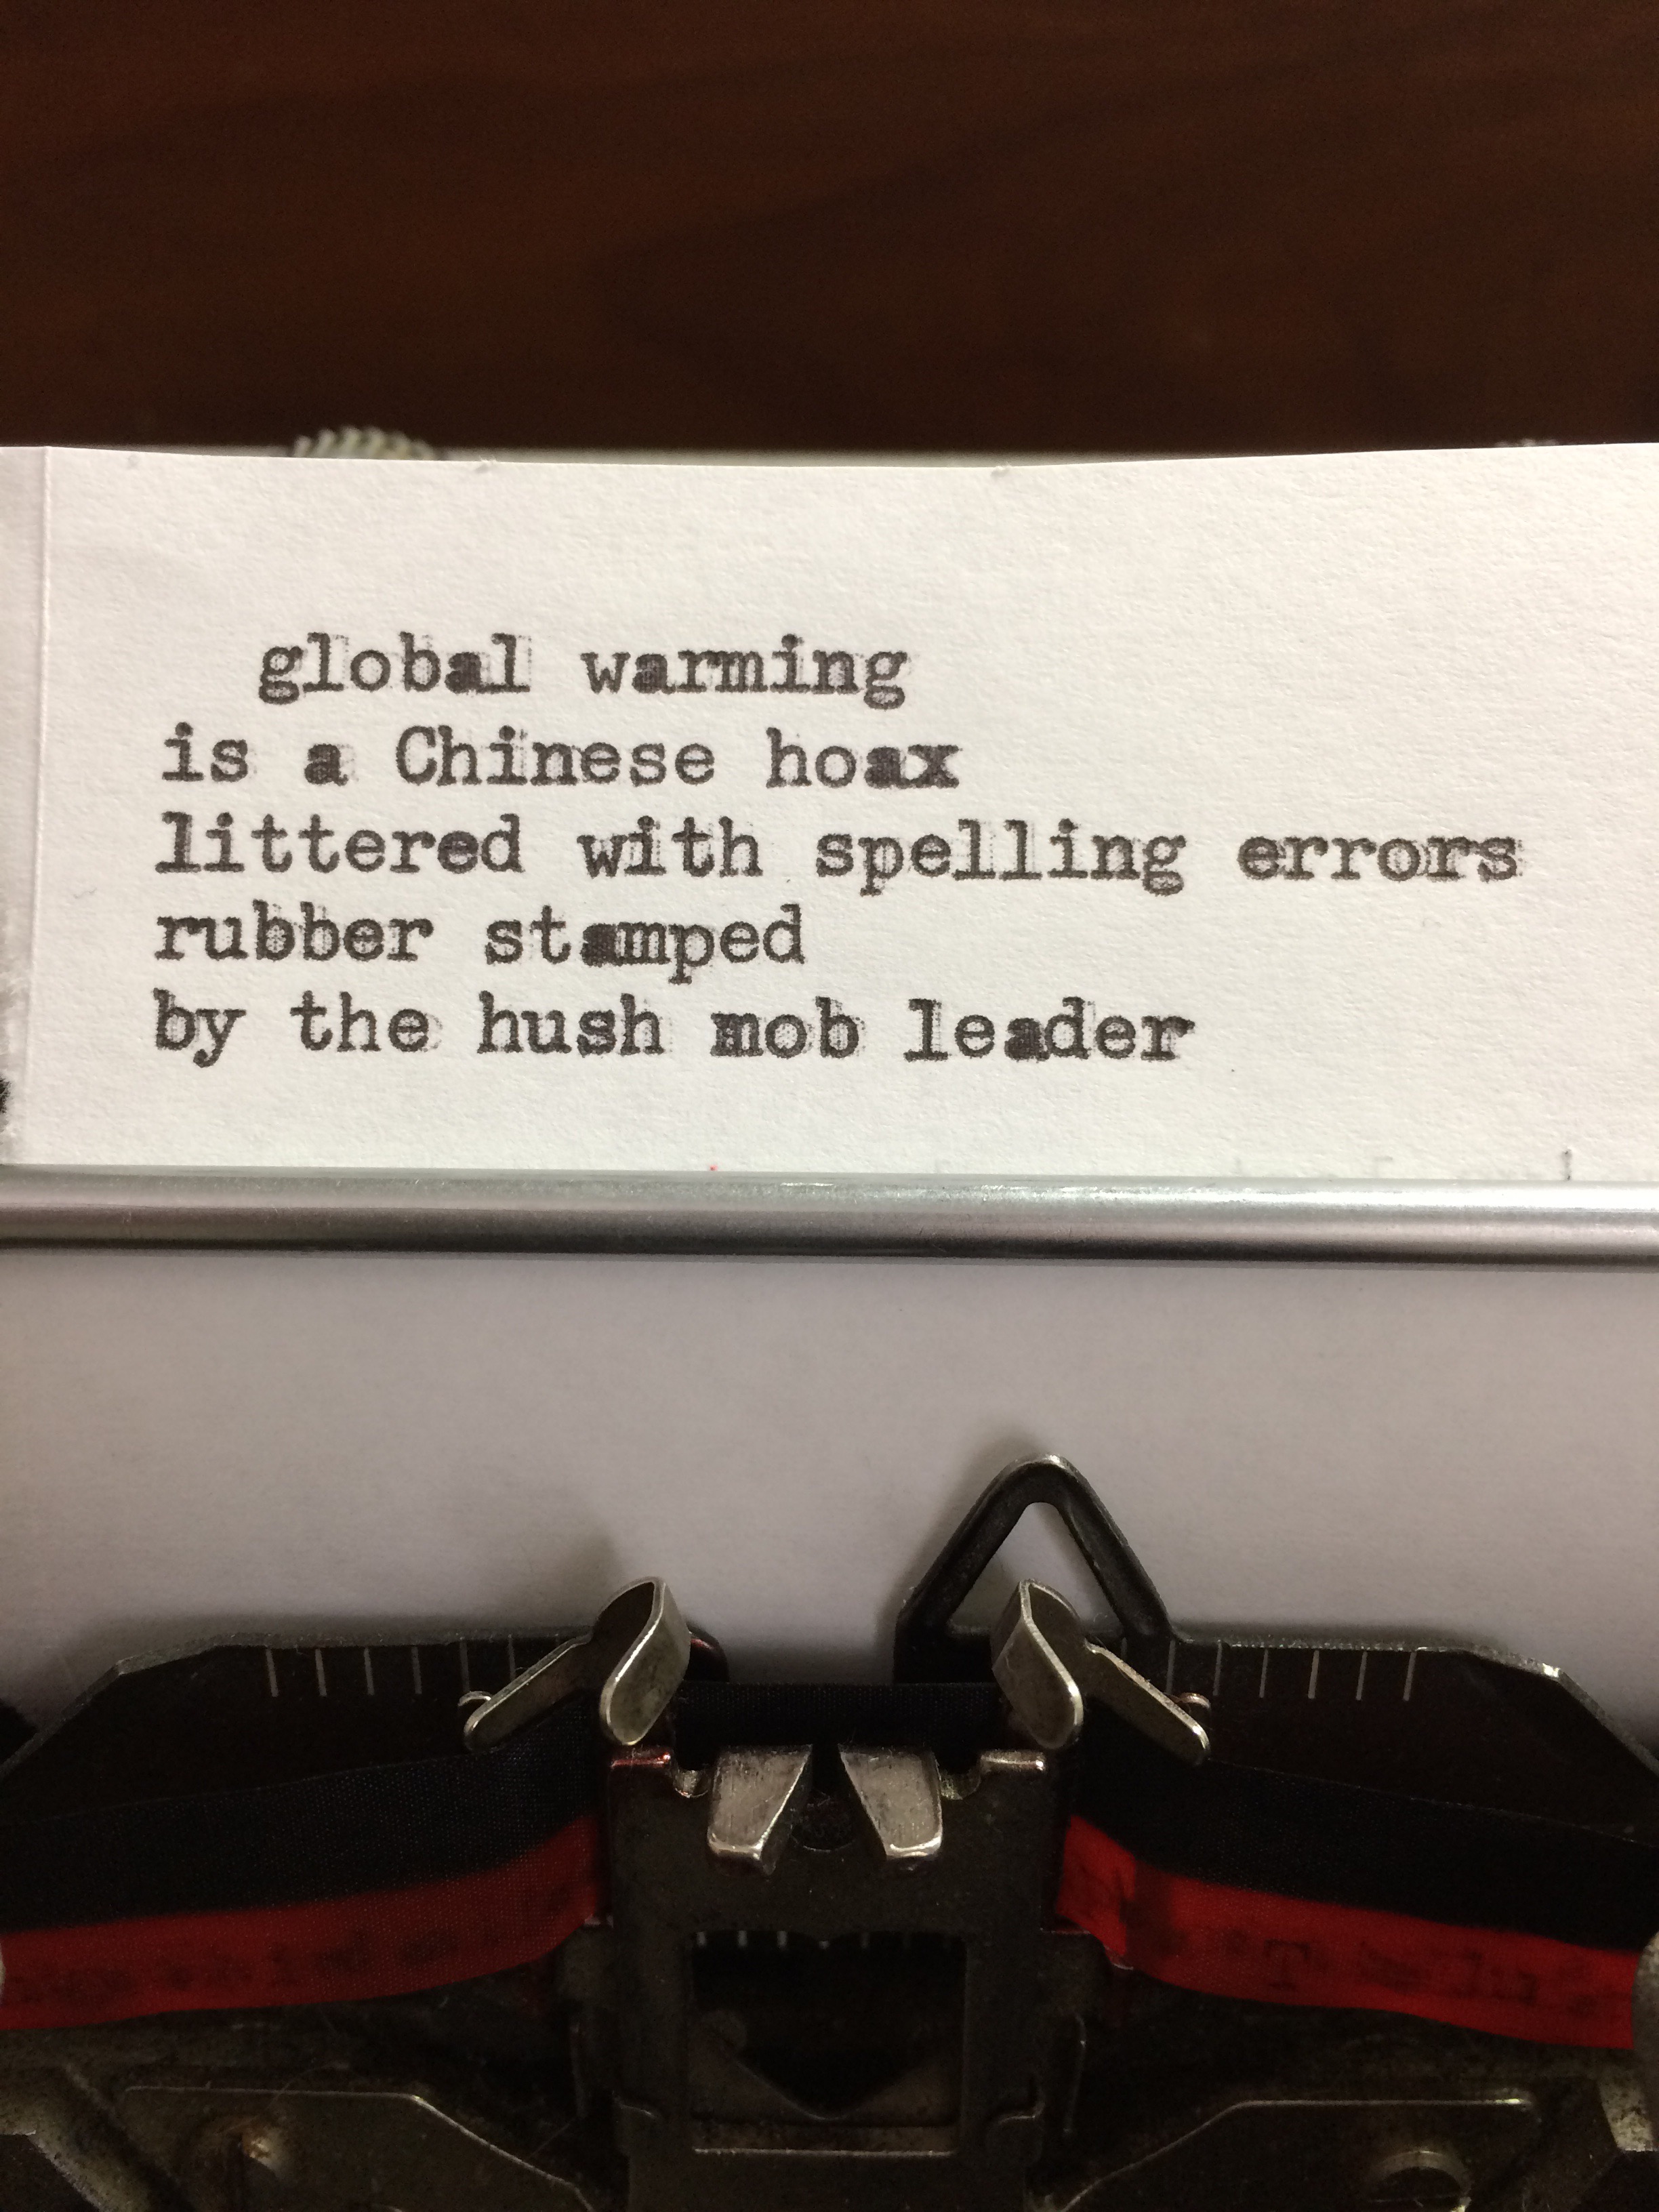 global warming
is a Chinese hoax
littered with spelling errors
rubber stamped
by the hush mob leader